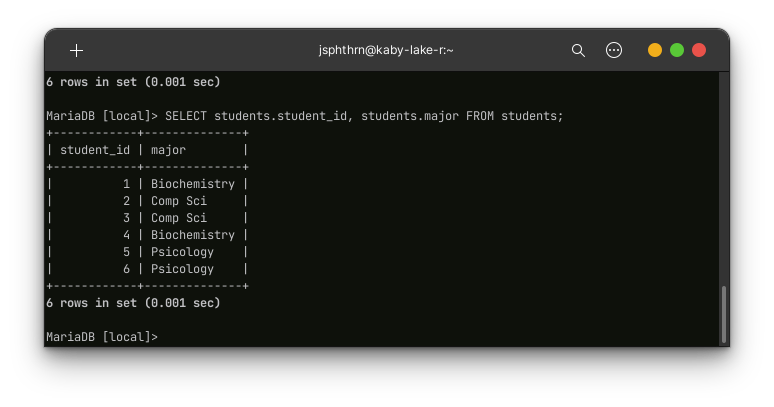 jsphthrn@kaby-lake-r:~
6 rows in set (0.001 sec)
MariaDB [local]> SELECT students.student_id, students.major FROM students;
+------------+--------------+
| student_id | major        |
+------------+--------------+
|          1 | Biochemistry |
|          2 | Comp Sci     |
|          3 | Comp Sci     |
|          4 | Biochemistry |
|          5 | Psicology    |
|          6 | Psicology    |
+------------+--------------+
6 rows in set (0.001 sec)
MariaDB [local]>